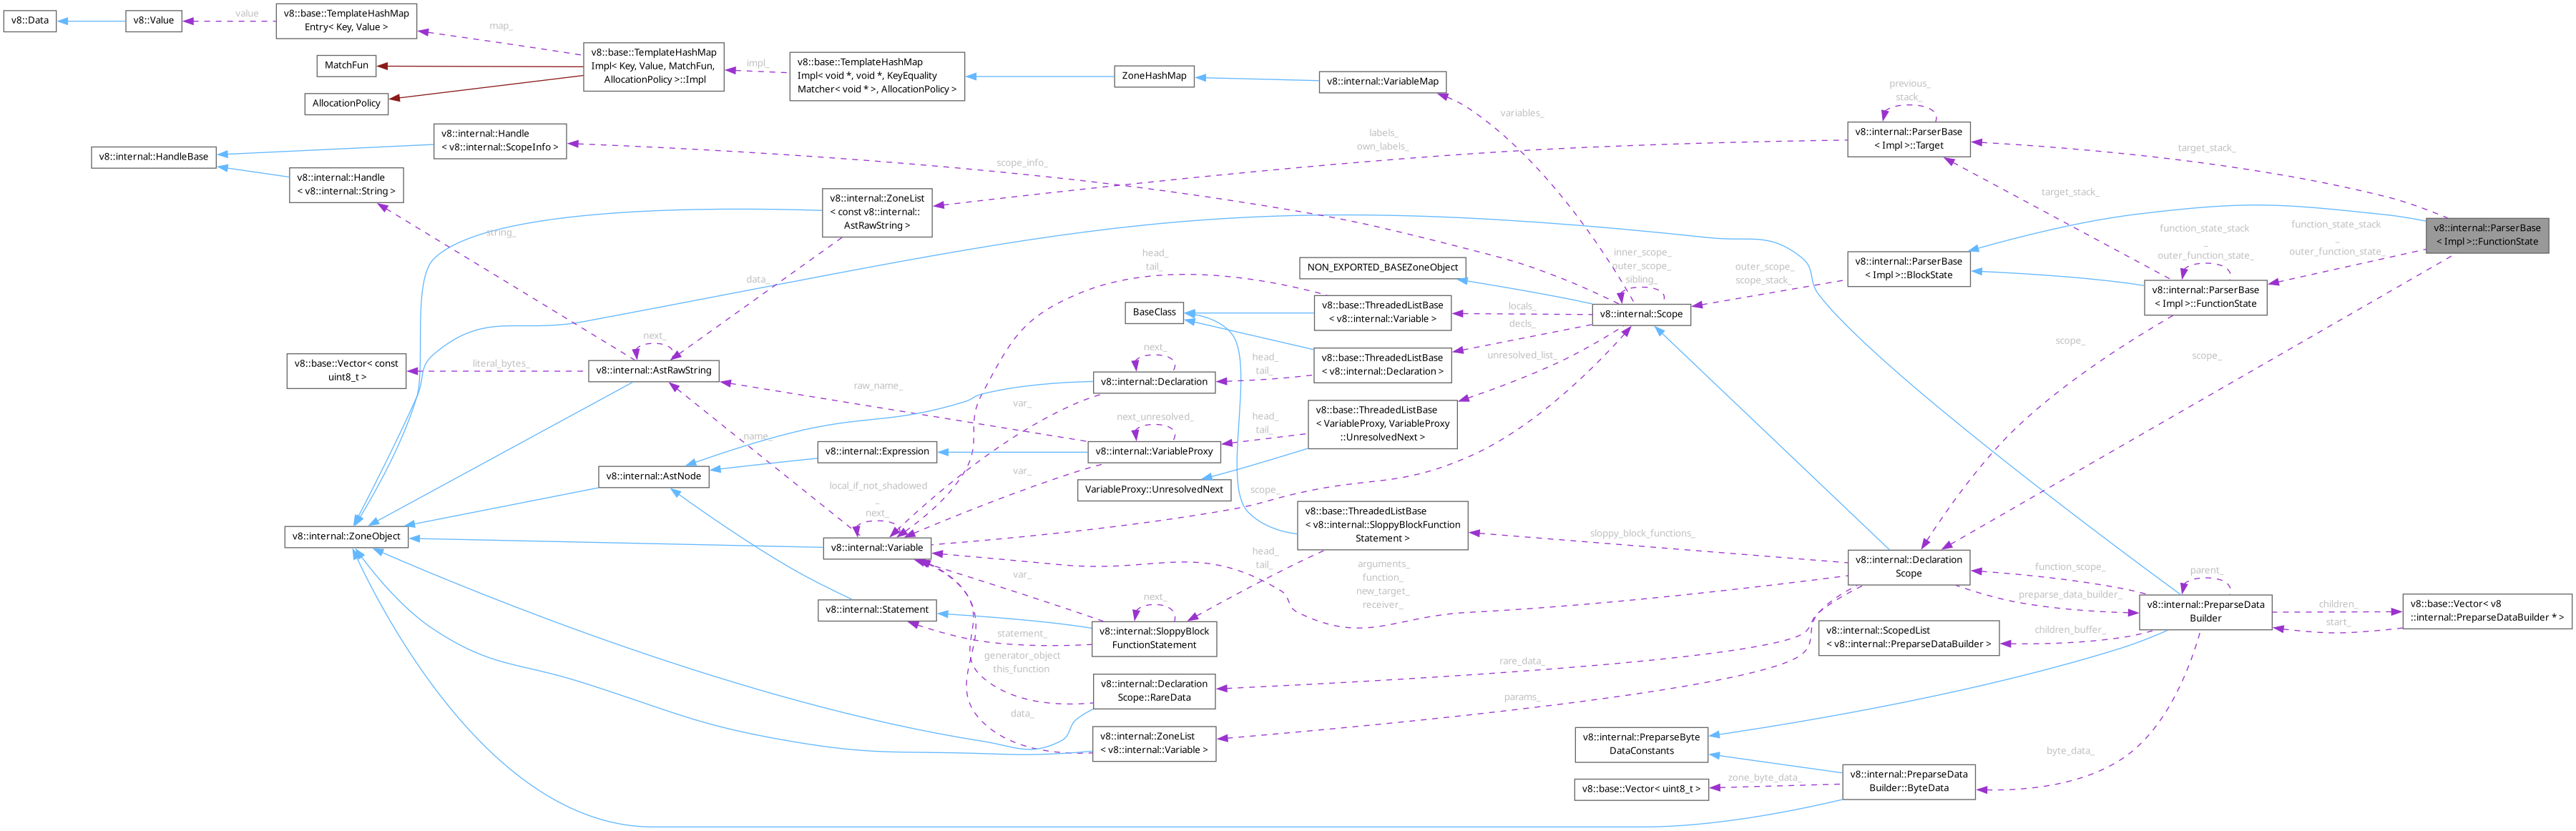 v8::Data
v8::Value
value
v8::base::TemplateHashMap
Entry< Key, Value >
map_
MatchFun
AllocationPolicy
v8::base::TemplateHashMap
Impl< Key, Value, MatchFun,
AllocationPolicy >::Impl
impl_
v8::base::TemplateHashMap
Impl< void *, void *, KeyEquality
Matcher< void * >, AllocationPolicy >
ZoneHashMap
v8::internal::VariableMap
variables_
previous_
stack_
v8::internal::ParserBase
< Impl >::Target
labels_
own_labels_
target_stack_
v8::internal::HandleBase
v8::internal::Handle
< v8::internal::ScopeInfo >
scope_info_
v8::internal::Handle
< v8::internal::String >
string_
v8::internal::ZoneList
< const v8::internal::
AstRawString >
data_
target_stack_
v8::internal::ParserBase
< Impl >::FunctionState
function_state_stack
_
outer_function_state_
function_state_stack
_
outer_function_state_
v8::internal::ParserBase
< Impl >::BlockState
v8::internal::ParserBase
< Impl >::FunctionState
outer_scope_
scope_stack_
inner_scope_
outer_scope_
sibling_
v8::internal::Scope
NON_EXPORTED_BASEZoneObject
head_
tail_
BaseClass
v8::base::ThreadedListBase
< v8::internal::Variable >
locals_
decls_
v8::base::ThreadedListBase
< v8::internal::Declaration >
unresolved_list_
head_
tail_
next_
v8::internal::Declaration
v8::base::Vector< const
uint8_t >
literal_bytes_
next_
v8::internal::AstRawString
raw_name_
var_
v8::base::ThreadedListBase
< VariableProxy, VariableProxy
::UnresolvedNext >
head_
tail_
next_unresolved_
v8::internal::VariableProxy
v8::internal::Expression
name_
v8::internal::AstNode
var_
VariableProxy::UnresolvedNext
scope_
scope_
scope_
local_if_not_shadowed
_
next_
v8::internal::Variable
v8::internal::ZoneObject
v8::base::ThreadedListBase
< v8::internal::SloppyBlockFunction
Statement >
sloppy_block_functions_
head_
tail_
arguments_
function_
new_target_
receiver_
v8::internal::Declaration
Scope
function_scope_
preparse_data_builder_
parent_
v8::internal::PreparseData
Builder
children_
start_
v8::base::Vector< v8
::internal::PreparseDataBuilder * >
var_
next_
v8::internal::Statement
statement_
v8::internal::SloppyBlock
FunctionStatement
children_buffer_
v8::internal::ScopedList
< v8::internal::PreparseDataBuilder >
generator_object
this_function
rare_data_
v8::internal::Declaration
Scope::RareData
params_
data_
v8::internal::ZoneList
< v8::internal::Variable >
v8::internal::PreparseByte
DataConstants
byte_data_
zone_byte_data_
v8::base::Vector< uint8_t >
v8::internal::PreparseData
Builder::ByteData